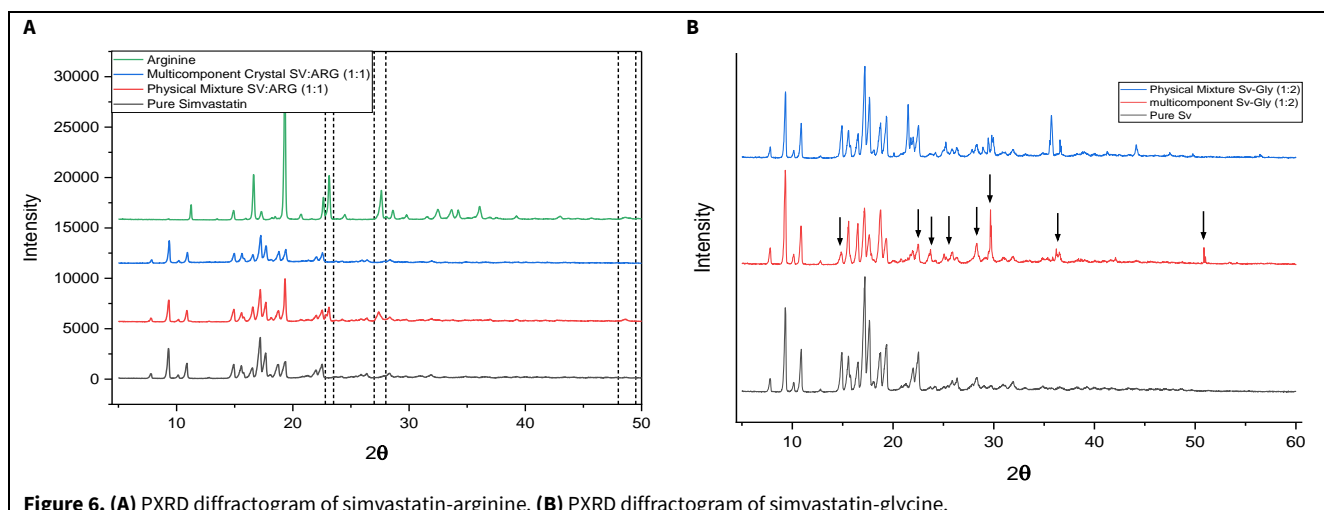 A
Arginine
Multicomponent Crystal SV:ARG (1:1)
Physical Mixture SV:ARG (1:1)
Pure Simvastatin
30000
25000
20000
15000
10000
5000
0
Intensity
10 20 30 40 50
2θ
B
Physical Mixture Sv-Gly (1:2)
multicomponent Sv-Gly (1:2)
Pure Sv
Intensity
10 20 30 40 50 60
2θ
Figure 6. (A) PXRD diffractogram of simvastatin-arginine. (B) PXRD diffractogram of simvastatin-glycine.